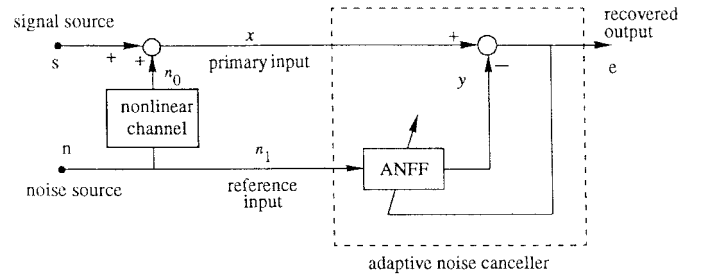 signal source
recovered
output
s
+
+
x
primary input
+
−
e
n₀
y
nonlinear
channel
n
n₁
ANFF
noise source
reference
input
adaptive noise canceller